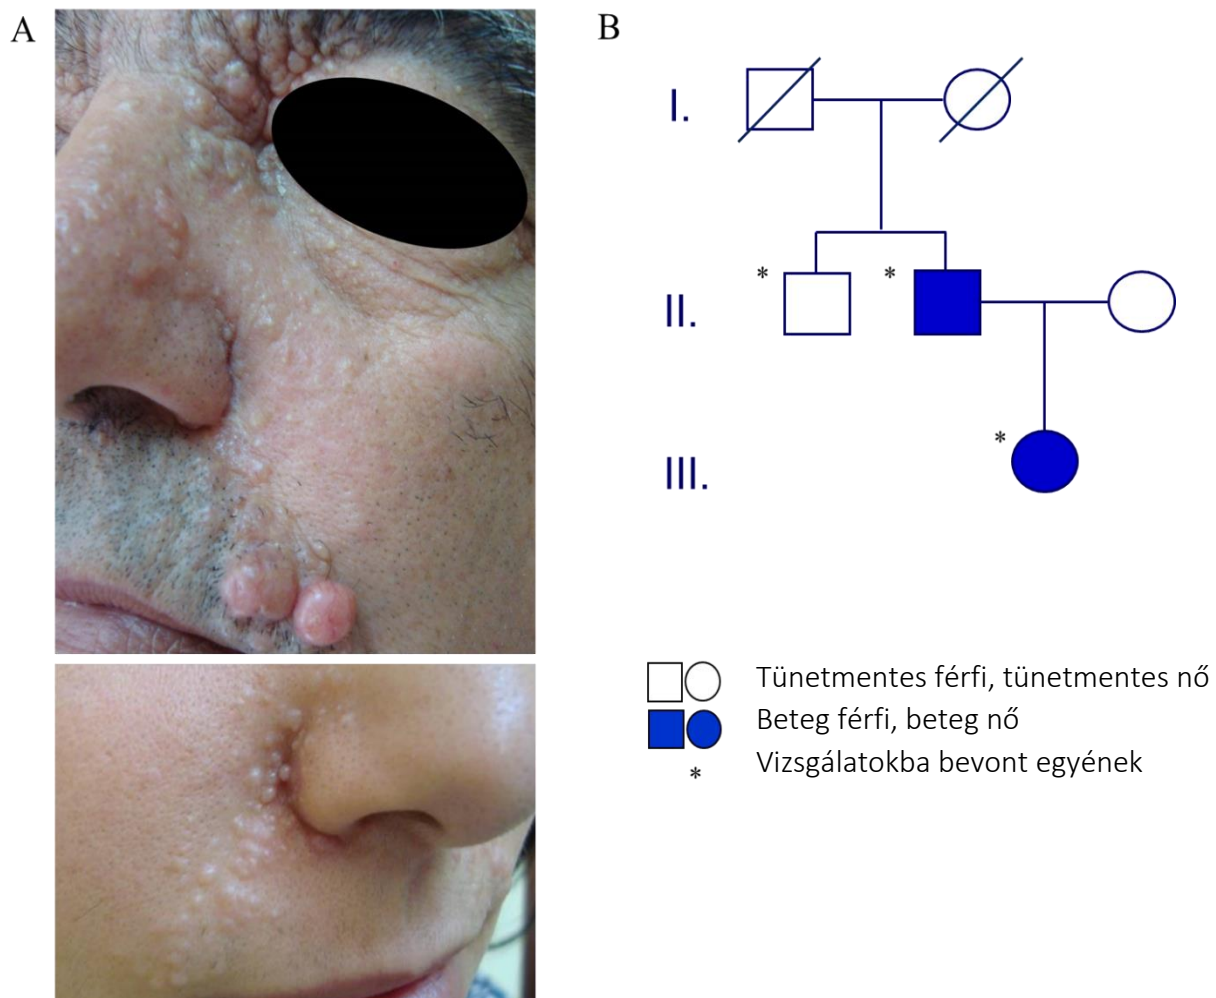 A
B
I.
*
*
II.
*
III.
Tünetmentes férfi, tünetmentes nő
Beteg férfi, beteg nő
*
Vizsgálatokba bevont egyének